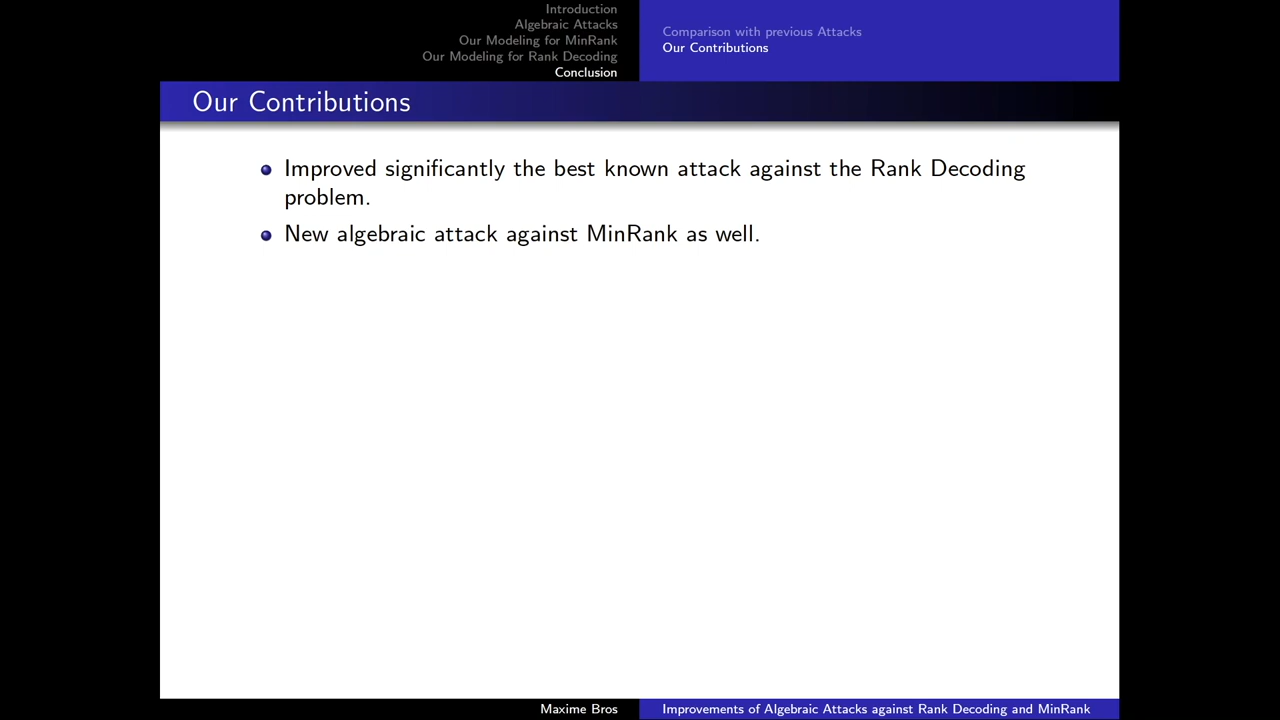 Introduction
Algebraic Attacks
Our Modeling for MinRank
Our Modeling for Rank Decoding
Conclusion
Comparison with previous Attacks
Our Contributions
Our Contributions
Improved significantly the best known attack against the Rank Decoding
problem.
New algebraic attack against MinRank as well.
Maxime Bros
Improvements of Algebraic Attacks against Rank Decoding and MinRank